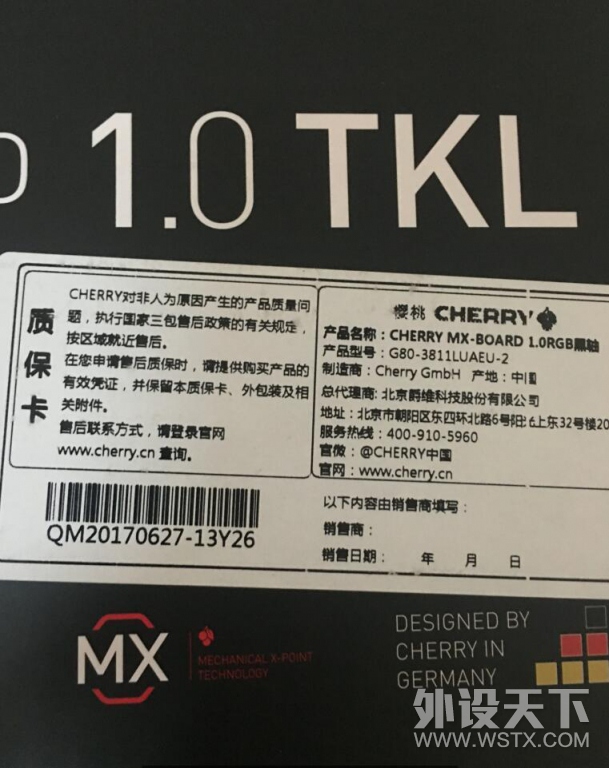 1.0 TKL
质保卡
CHERRY对非人为原因产生的产品质量问
题，执行国家三包售后政策的有关规定，
按区域就近售后。
在您申请售后质保时，请提供购买产品的
有效凭证，并保留本质保卡、外包装及相
关附件。
售后联系方式，请登录官网
www.cherry.cn 查询。
QM20170627-13Y26
樱桃 CHERRY
产品名称：CHERRY MX-BOARD 1.0RGB黑轴
产品型号：G80-3811LUAEU-2
制造商：Cherry GmbH 产地：中国
总代理商：北京爵维科技股份有限公司
地址：北京市朝阳区东四环北路6号阳光上东32号楼20
服务热线：400-910-5960
官微：@CHERRY中国
官网：www.cherry.cn
以下内容由销售商填写：
销售商：
销售日期： 年 月 日
MX
MECHANICAL X-POINT
TECHNOLOGY
DESIGNED BY
CHERRY IN
GERMANY
外设天下
WWW.WSTX.COM